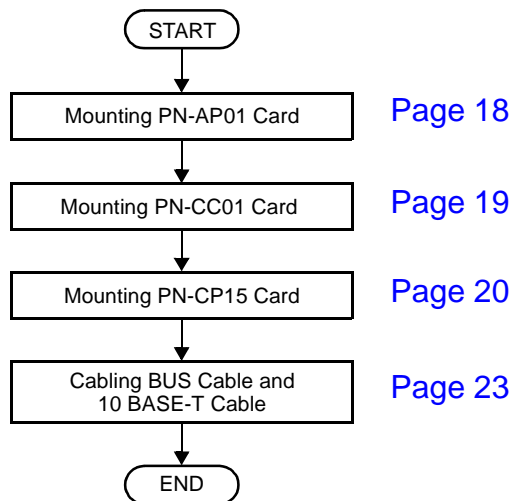 START
Mounting PN-AP01 Card
Page 18
Mounting PN-CC01 Card
Page 19
Mounting PN-CP15 Card
Page 20
Cabling BUS Cable and
10 BASE-T Cable
Page 23
END